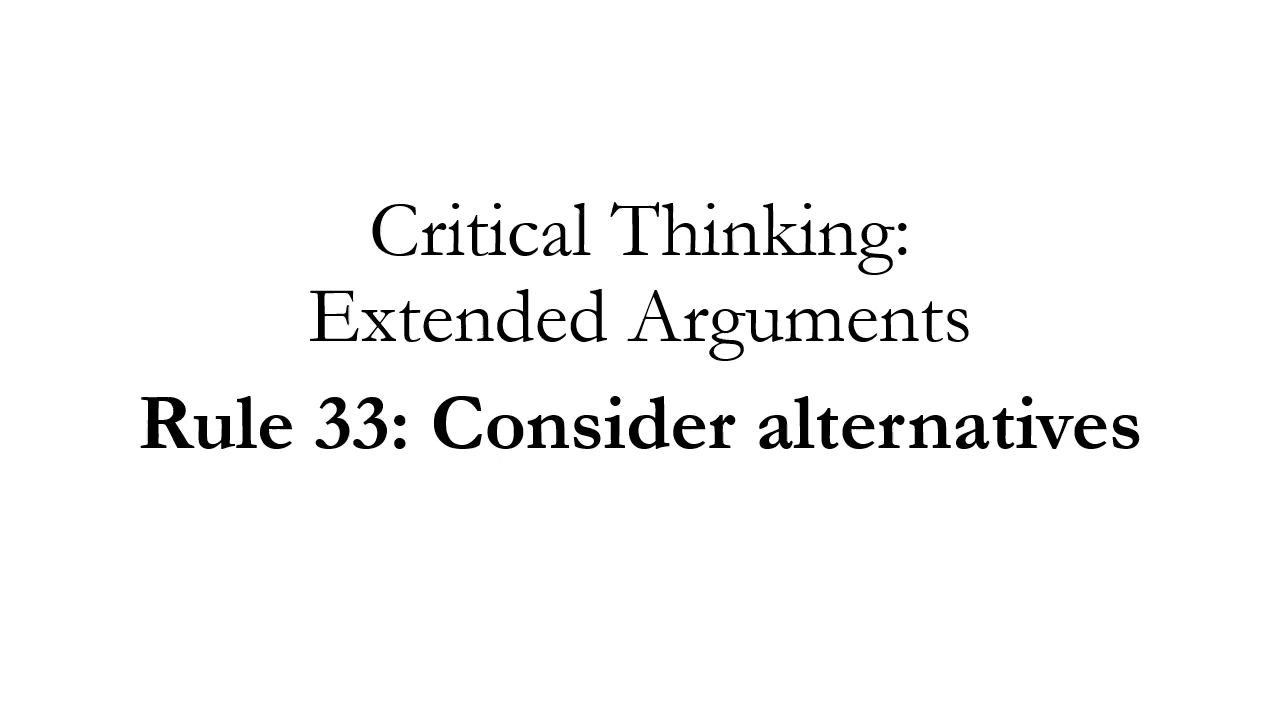 Critical Thinking:
Extended Arguments
Rule 33: Consider alternatives